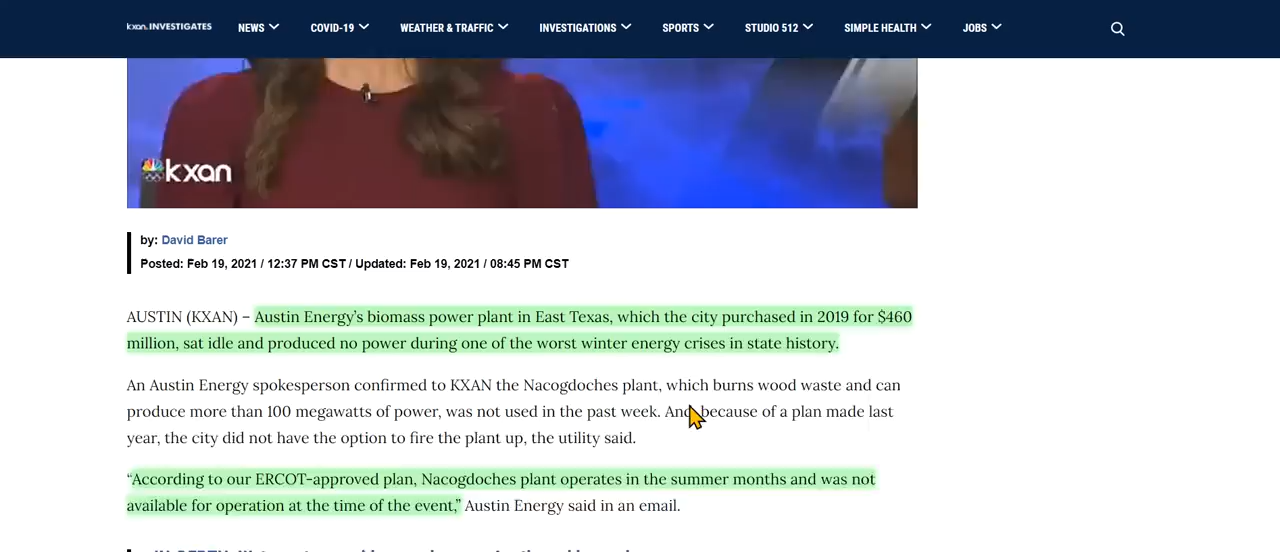 kxan INVESTIGATES NEWS COVID-19 WEATHER & TRAFFIC INVESTIGATIONS SPORTS STUDIO 512 SIMPLE HEALTH JOBS
kxan
by: David Barer
Posted: Feb 19, 2021 / 12:37 PM CST / Updated: Feb 19, 2021 / 08:45 PM CST
AUSTIN (KXAN) – Austin Energy’s biomass power plant in East Texas, which the city purchased in 2019 for $460
million, sat idle and produced no power during one of the worst winter energy crises in state history.
An Austin Energy spokesperson confirmed to KXAN the Nacogdoches plant, which burns wood waste and can
produce more than 100 megawatts of power, was not used in the past week. And, because of a plan made last
year, the city did not have the option to fire the plant up, the utility said.
“According to our ERCOT-approved plan, Nacogdoches plant operates in the summer months and was not
available for operation at the time of the event,” Austin Energy said in an email.